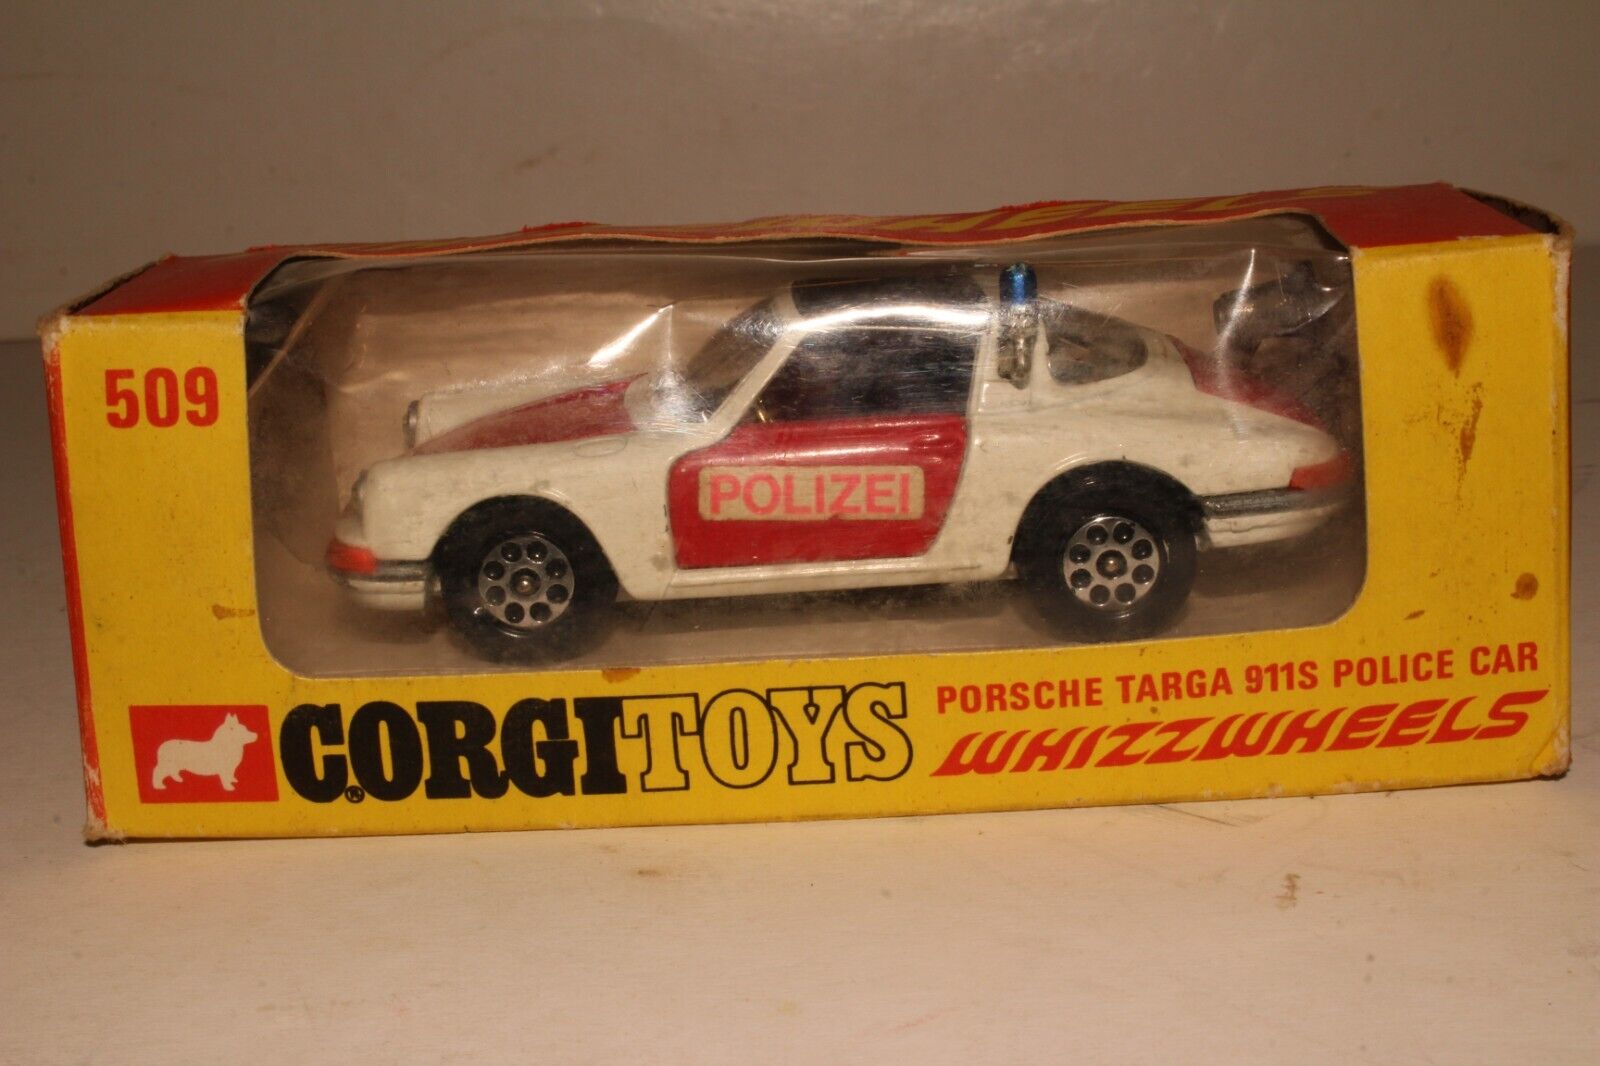 509
POLIZEI
CORGI TOYS
®
PORSCHE TARGA 911S POLICE CAR
WHIZZWHEELS